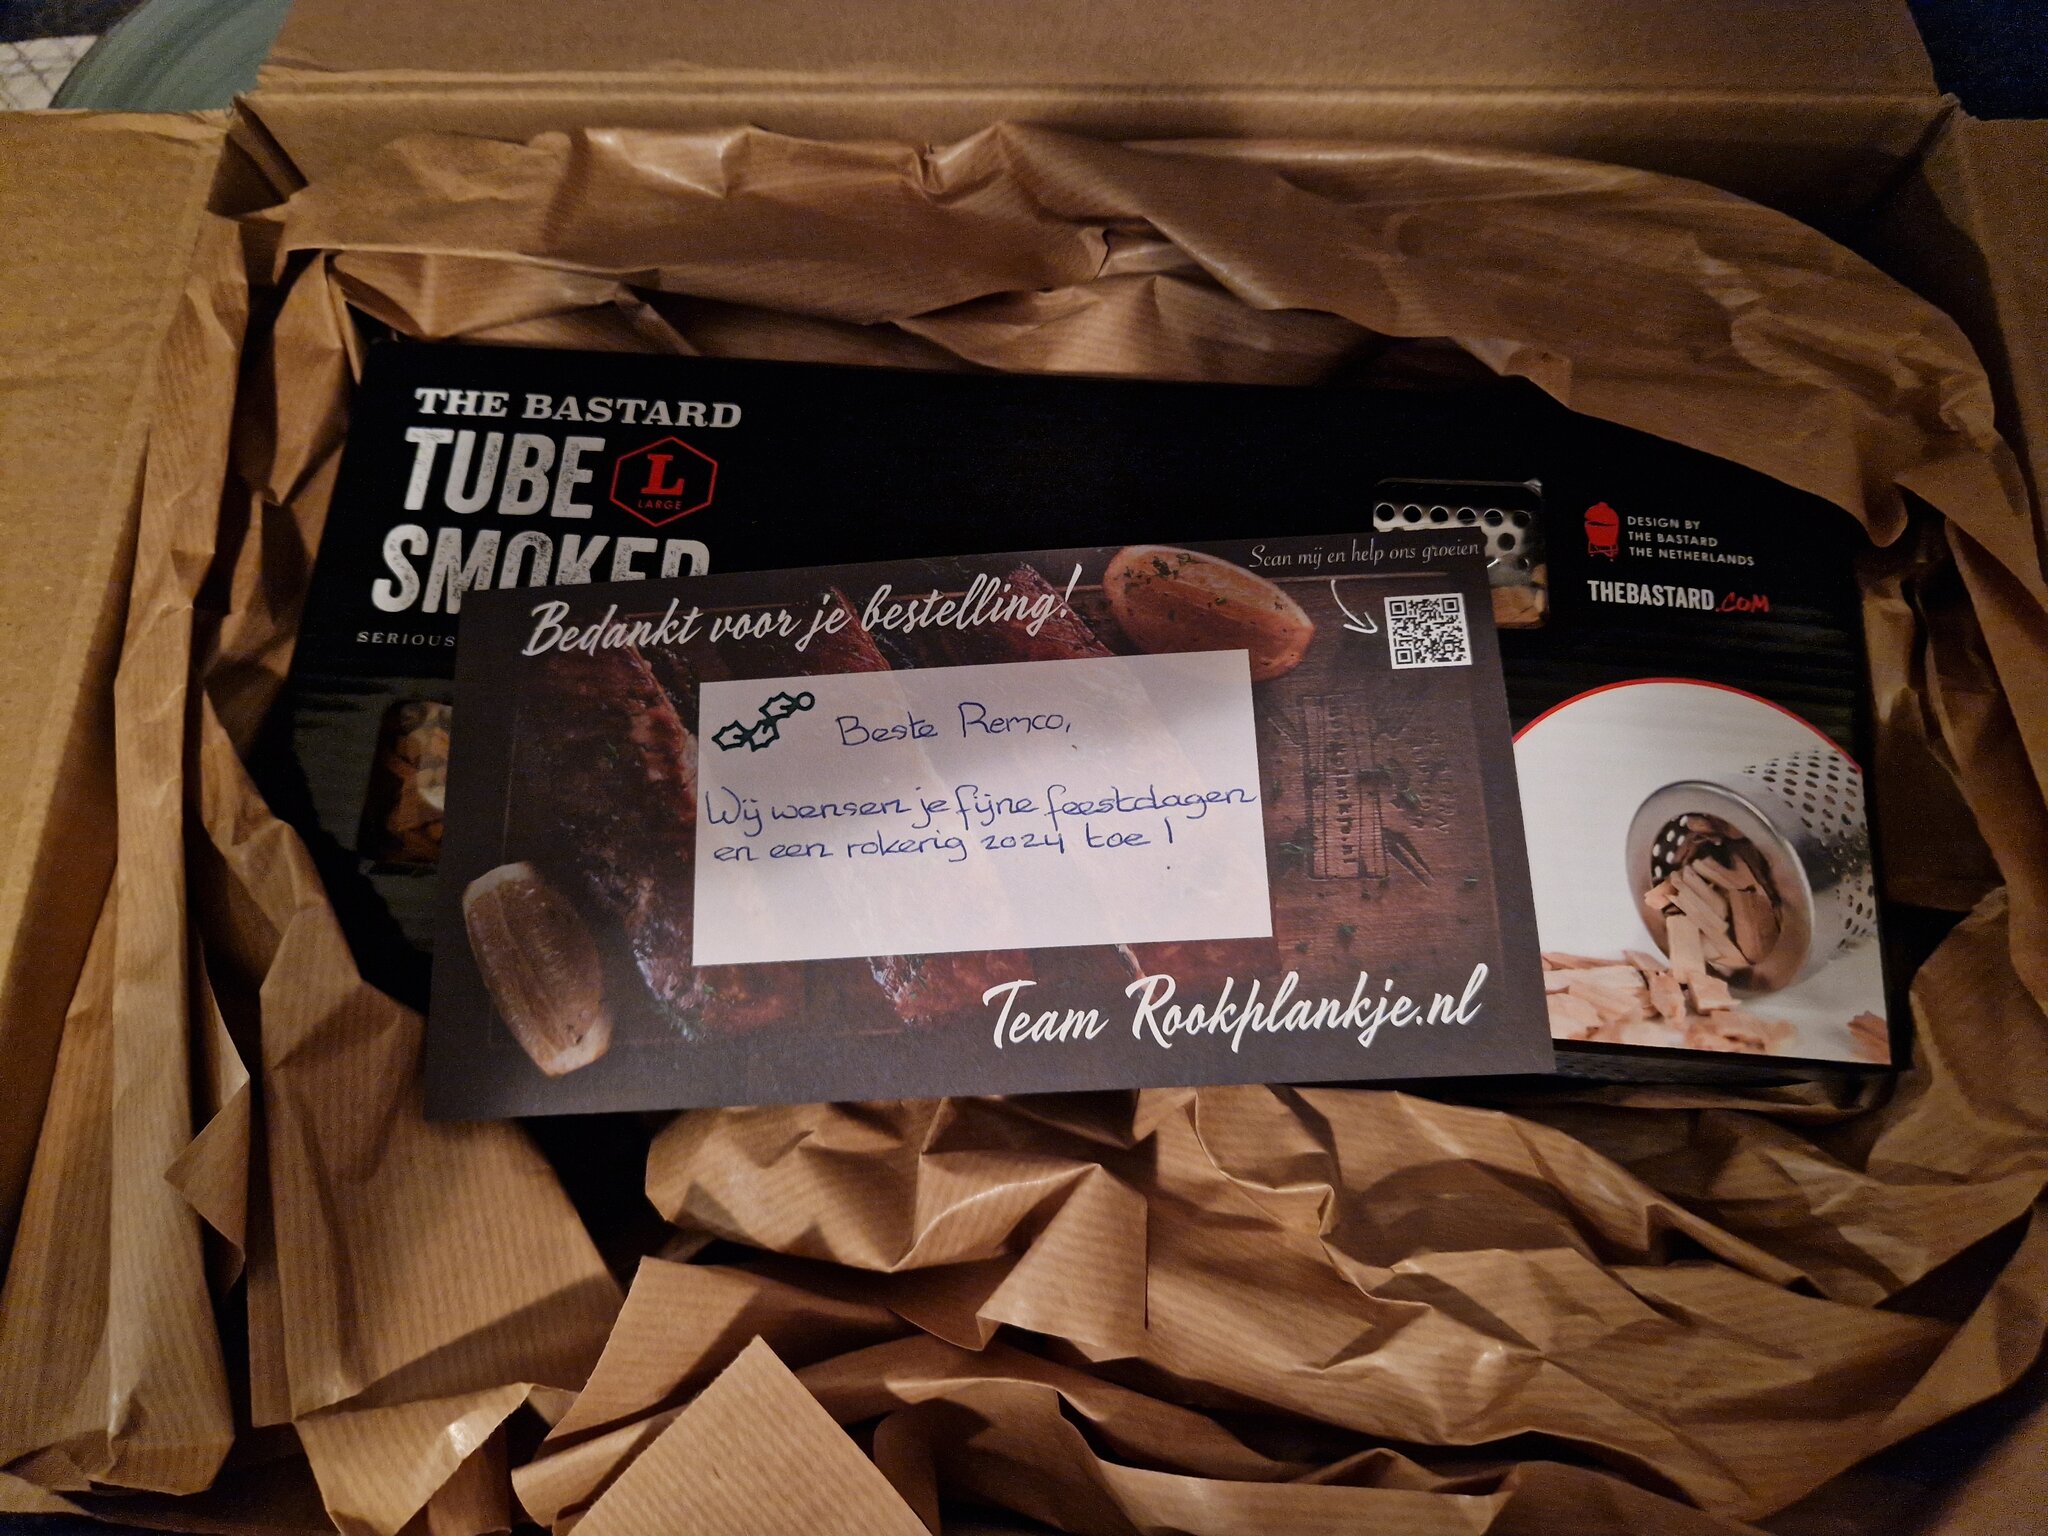 THE BASTARD
TUBE
L
LARGE
SMOKER
SERIOUS
DESIGN BY
THE BASTARD
THE NETHERLANDS
THEBASTARD.COM
Scan mij en help ons groeien
Bedankt voor je bestelling!
Beste Remco,
Wij wensen je fijne feestdagen
en een rokerig 2024 toe!
Team Rookplankje.nl